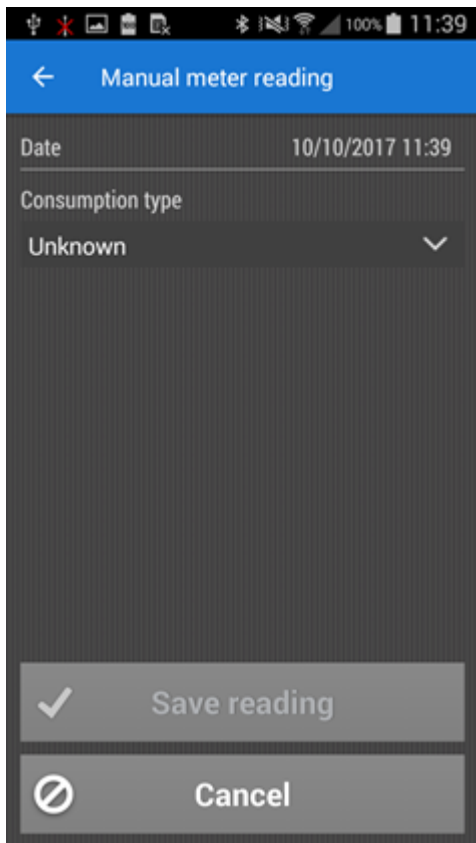 100% 11:39
Manual meter reading
Date 10/10/2017 11:39
Consumption type
Unknown
Save reading
Cancel